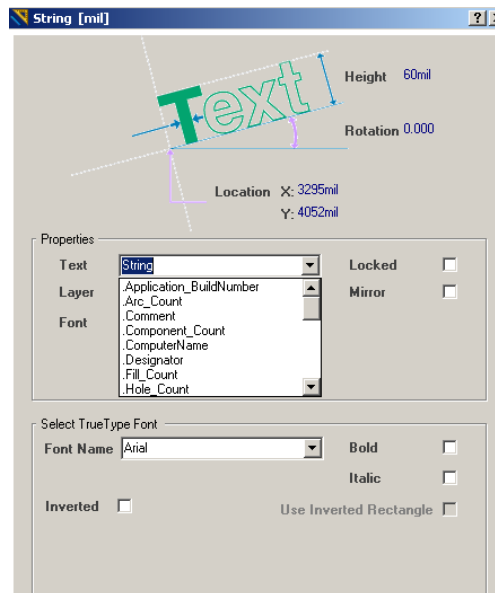 String [mil]
Text
Height 60mil
Rotation 0.000
Location X: 3295mil
Y: 4052mil
Properties
Text String Locked
Layer .Application_BuildNumber Mirror
.Arc_Count
Font .Comment
.Component_Count
.ComputerName
.Designator
.Fill_Count
.Hole_Count
Select TrueType Font
Font Name Arial Bold
Italic
Inverted Use Inverted Rectangle